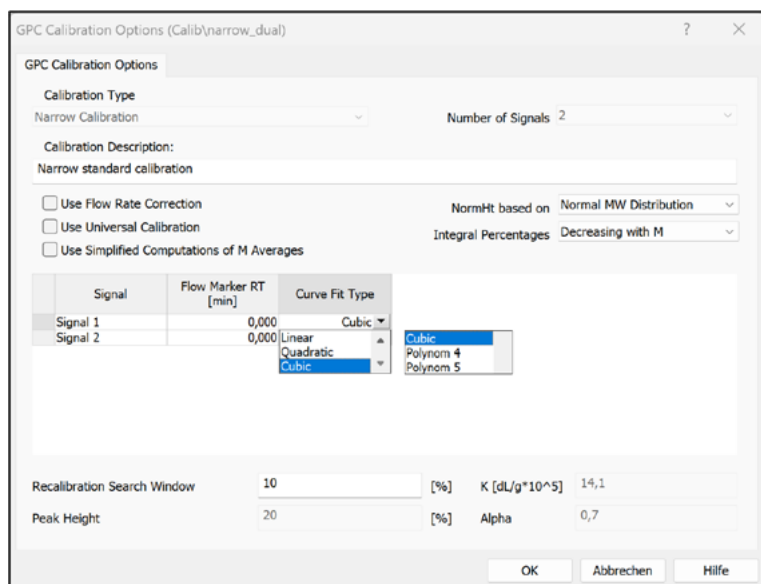 GPC Calibration Options (Calib\narrow_dual) ?
GPC Calibration Options
Calibration Type
Narrow Calibration
Number of Signals 2
Calibration Description:
Narrow standard calibration
Use Flow Rate Correction
NormHt based on Normal MW Distribution
Use Universal Calibration
Integral Percentages Decreasing with M
Use Simplified Computations of M Averages
Signal Flow Marker RT [min] Curve Fit Type
Signal 1 0,000 Cubic
Signal 2 0,000 Linear Cubic
Quadratic Polynom 4
Cubic Polynom 5
Recalibration Search Window 10 [%] K [dL/g*10^5] 14,1
Peak Height 20 [%] Alpha 0,7
OK Abbrechen Hilfe